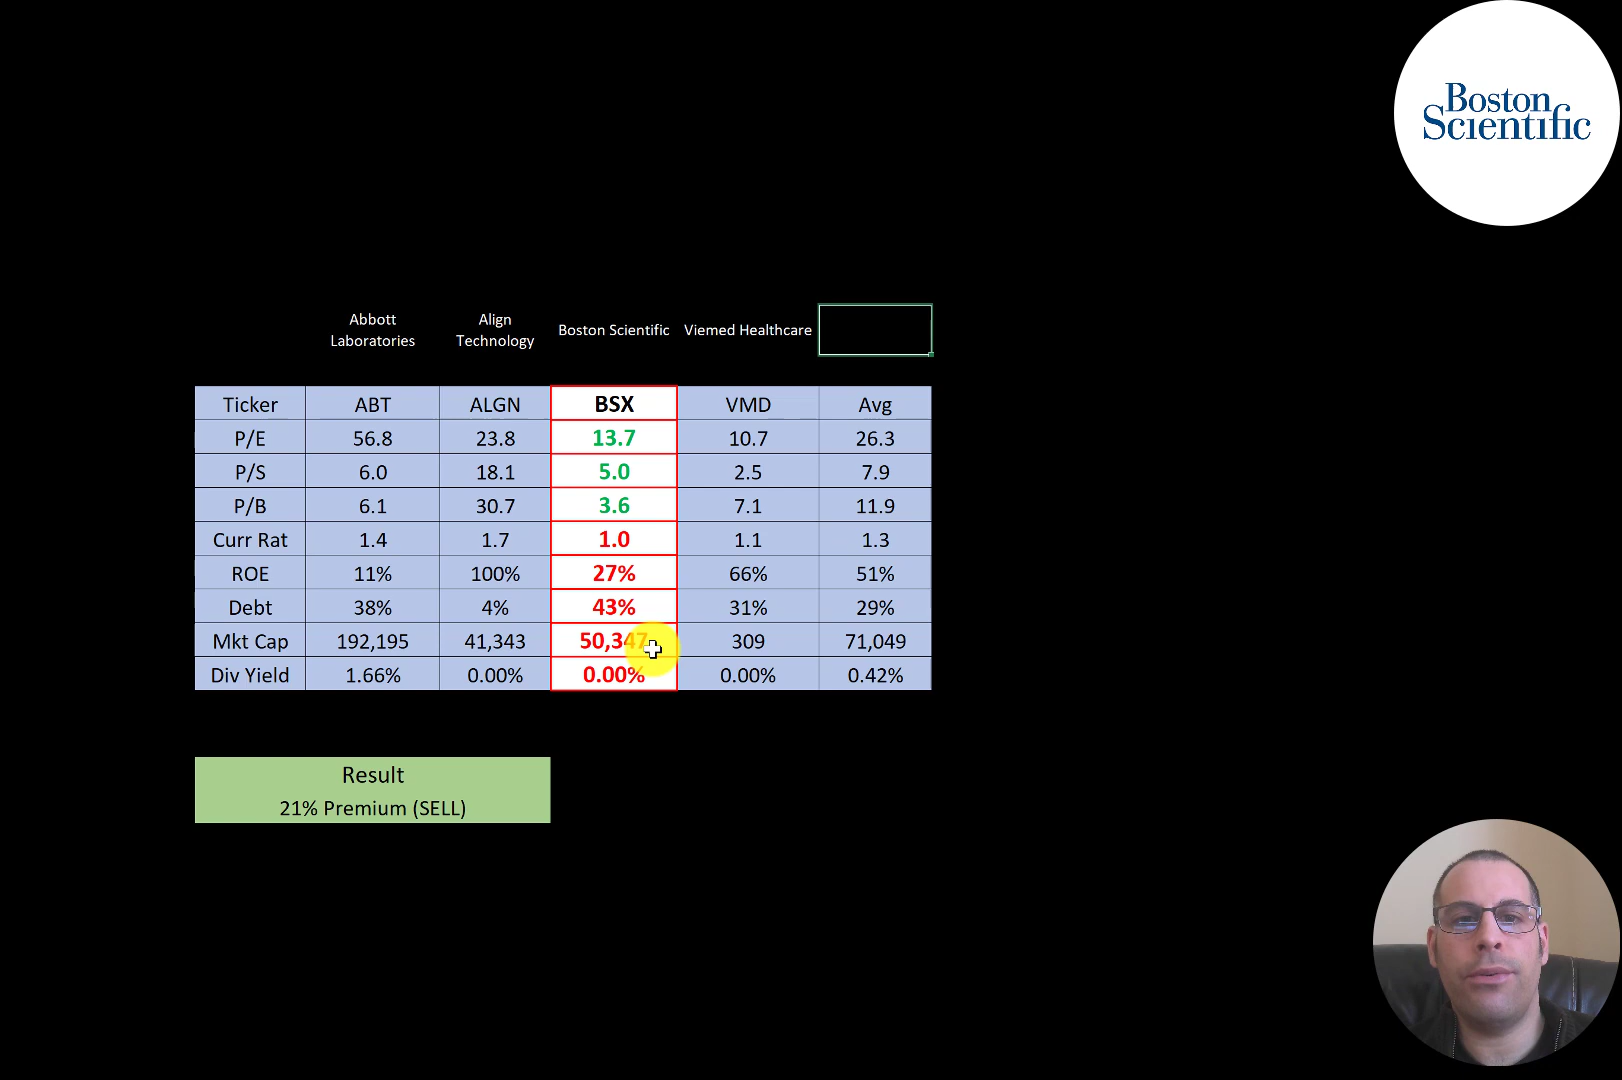 Boston
Scientific
Abbott
Laboratories
Align
Technology
Boston Scientific
Viemed Healthcare
Ticker ABT ALGN BSX VMD Avg
P/E 56.8 23.8 13.7 10.7 26.3
P/S 6.0 18.1 5.0 2.5 7.9
P/B 6.1 30.7 3.6 7.1 11.9
Curr Rat 1.4 1.7 1.0 1.1 1.3
ROE 11% 100% 27% 66% 51%
Debt 38% 4% 43% 31% 29%
Mkt Cap 192,195 41,343 50,347 309 71,049
Div Yield 1.66% 0.00% 0.00% 0.00% 0.42%
Result
21% Premium (SELL)